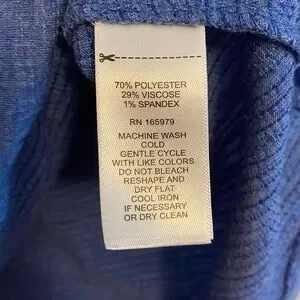 70% POLYESTER
29% VISCOSE
1% SPANDEX
RN 165979
MACHINE WASH
COLD
GENTLE CYCLE
WITH LIKE COLORS
DO NOT BLEACH
RESHAPE AND
DRY FLAT
COOL IRON
IF NECESSARY
OR DRY CLEAN